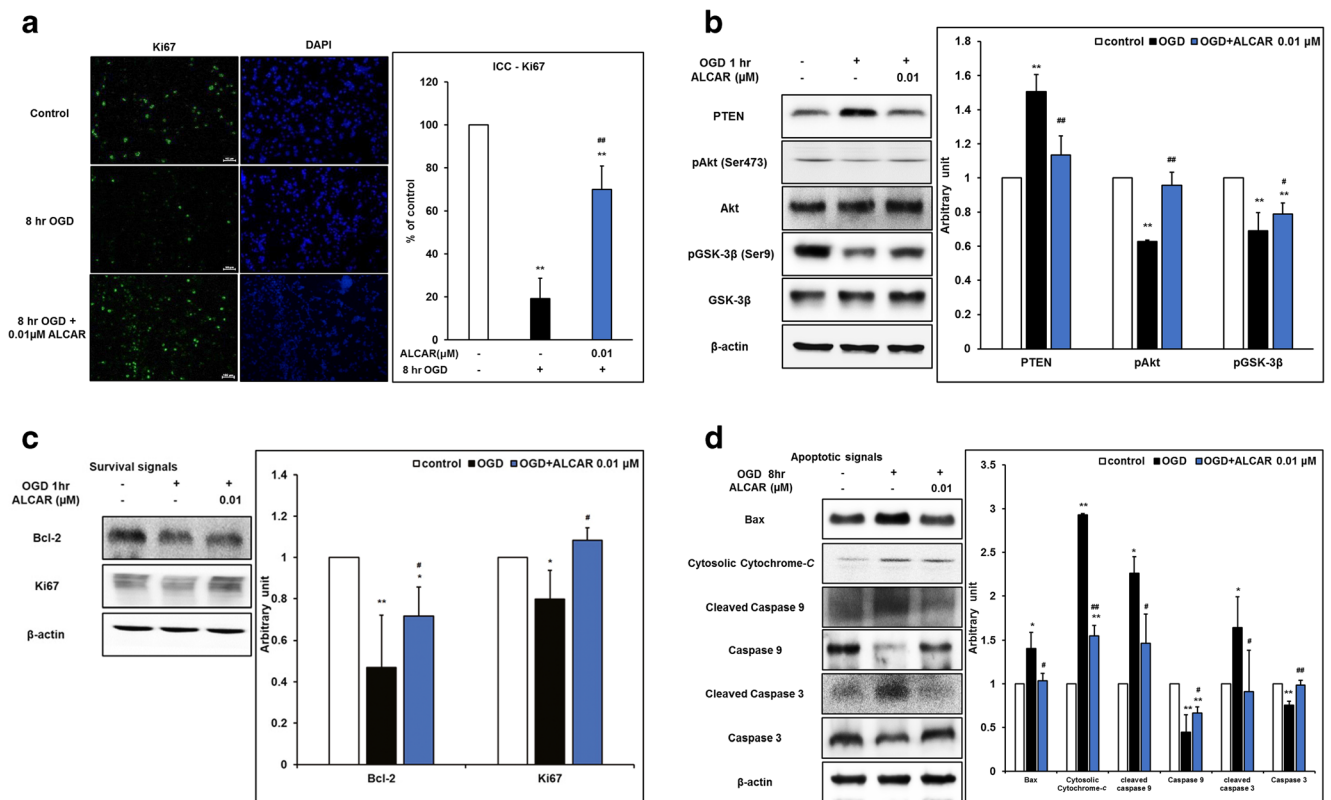 a
Ki67 DAPI
Control
8 hr OGD
8 hr OGD +
0.01µM ALCAR
ICC - Ki67
% of control
120
100
80
60
40
20
0
** ## **
ALCAR(µM) - - 0.01
8 hr OGD - + +
b
OGD 1 hr - + +
ALCAR (µM) - - 0.01
PTEN
pAkt (Ser473)
Akt
pGSK-3β (Ser9)
GSK-3β
β-actin
control OGD OGD+ALCAR 0.01 µM
Arbitrary unit
1.8
1.6
1.4
1.2
1
0.8
0.6
0.4
0.2
0
** ## ** ## ** # **
PTEN pAkt pGSK-3β
c
Survival signals
OGD 1hr - + +
ALCAR (µM) - - 0.01
Bcl-2
Ki67
β-actin
control OGD OGD+ALCAR 0.01 µM
Arbitrary unit
1.4
1.2
1
0.8
0.6
0.4
0.2
0
** # * * #
Bcl-2 Ki67
d
Apoptotic signals
OGD 8hr - + +
ALCAR (µM) - - 0.01
Bax
Cytosolic Cytochrome-C
Cleaved Caspase 9
Caspase 9
Cleaved Caspase 3
Caspase 3
β-actin
control OGD OGD+ALCAR 0.01 µM
Arbitrary unit
3.5
3
2.5
2
1.5
1
0.5
0
* # ** ## ** * # ** # ** * # ** ##
Bax Cytosolic Cytochrome-c cleaved caspase 9 Caspase 9 cleaved caspase 3 Caspase 3